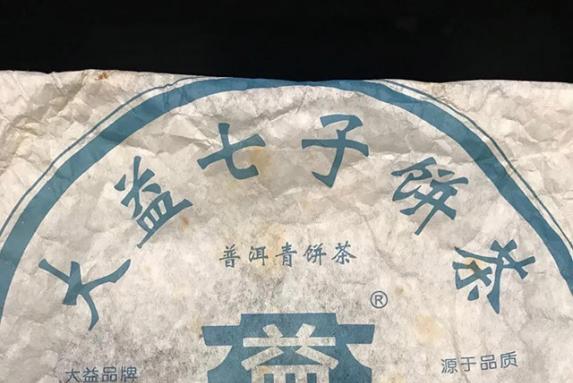 大益七子饼茶
普洱青饼茶
®
益
大益品牌
源于品质